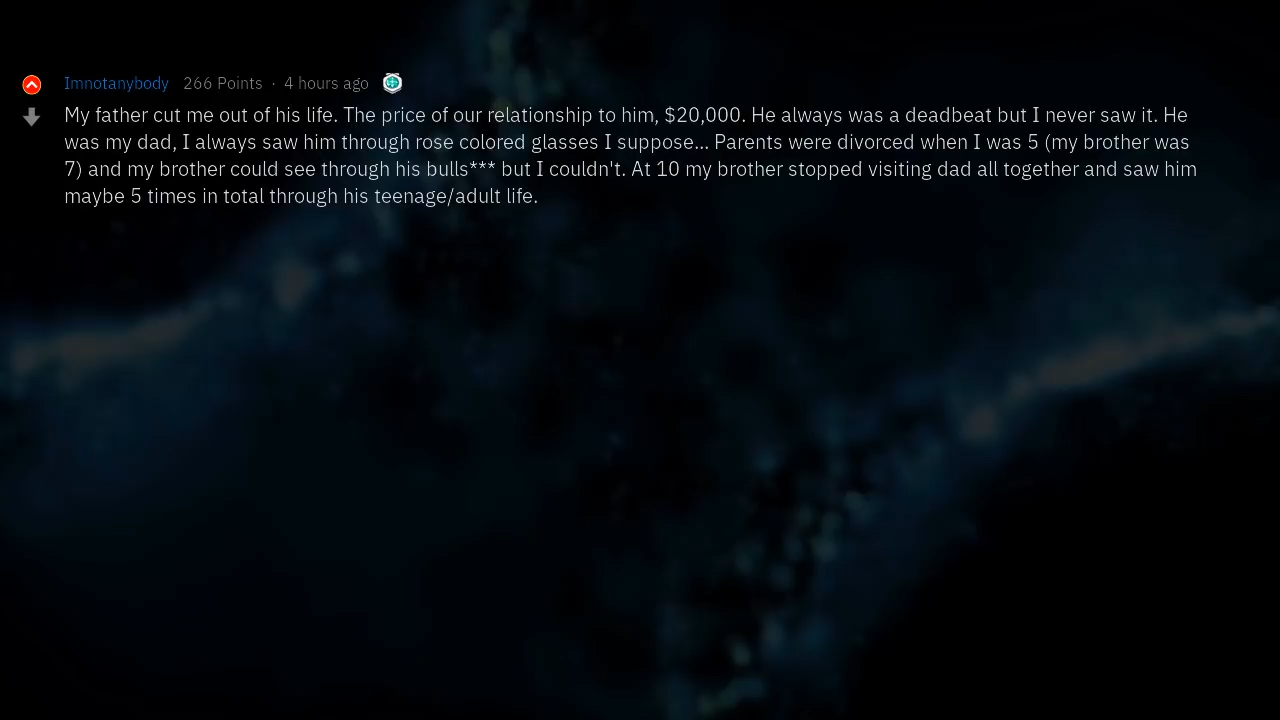 Imnotanybody 266 Points · 4 hours ago
My father cut me out of his life. The price of our relationship to him, $20,000. He always was a deadbeat but I never saw it. He
was my dad, I always saw him through rose colored glasses I suppose... Parents were divorced when I was 5 (my brother was
7) and my brother could see through his bulls*** but I couldn't. At 10 my brother stopped visiting dad all together and saw him
maybe 5 times in total through his teenage/adult life.